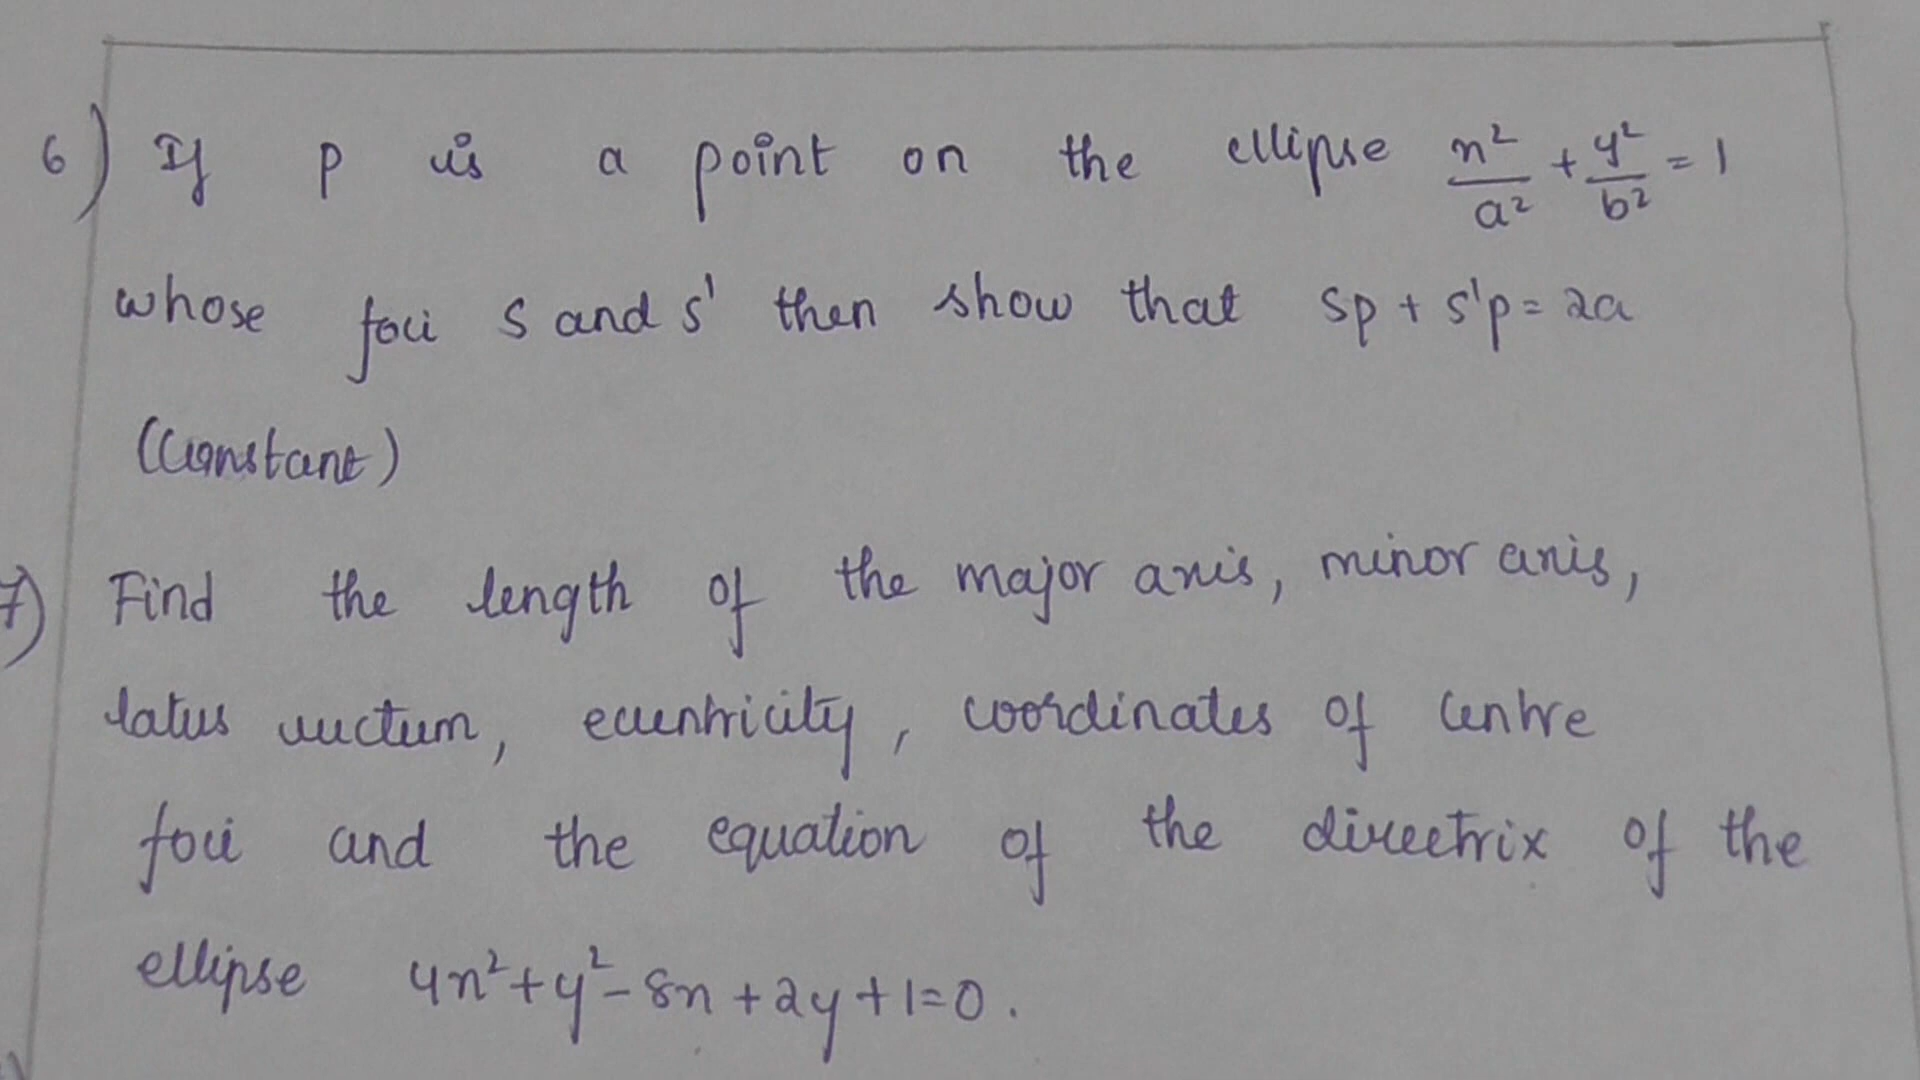 6) If p is a point on the ellipse x²/a² + y²/b² = 1
whose foci S and S' then show that SP + S'P = 2a
(Constant)
7) Find the length of the major axis, minor axis,
latus rectum, eccentricity, coordinates of centre
foci and the equation of the directrix of the
ellipse 4x²+y²-8x+2y+1=0.